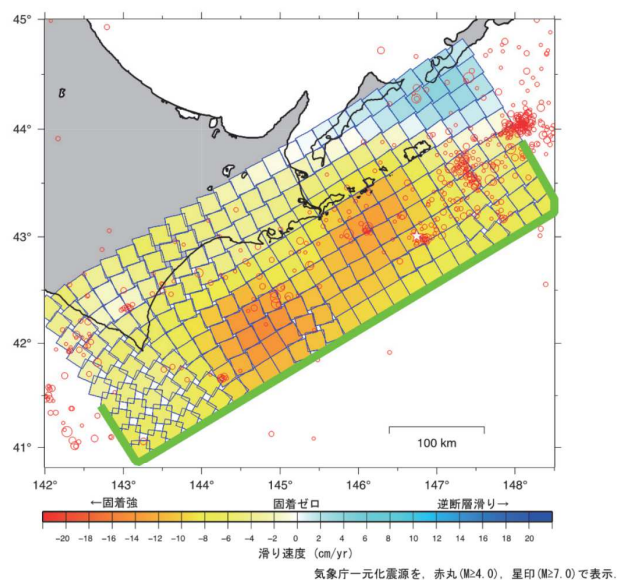 45°
44°
43°
42°
41°
100 km
142 143 144 145 146 147 148
←固着強 固着ゼロ 逆断層滑り→
-20 -18 -16 -14 -12 -10 -8 -6 -4 -2 0 2 4 6 8 10 12 14 16 18 20
滑り速度 (cm/yr)
気象庁一元化震源を，赤丸(M≥4.0)，星印(M≥7.0)で表示.